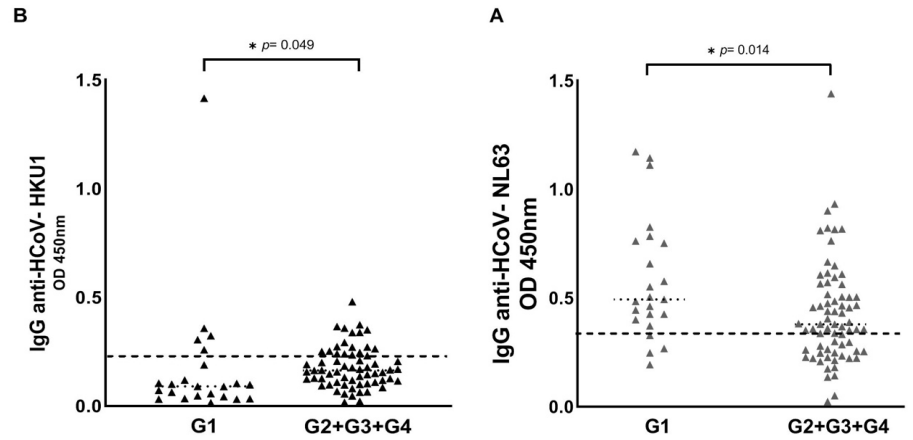 B
* p= 0.049
IgG anti-HCoV- HKU1
OD 450nm
1.5
1.0
0.5
0.0
G1
G2+G3+G4
A
* p= 0.014
IgG anti-HCoV- NL63
OD 450nm
1.5
1.0
0.5
0.0
G1
G2+G3+G4